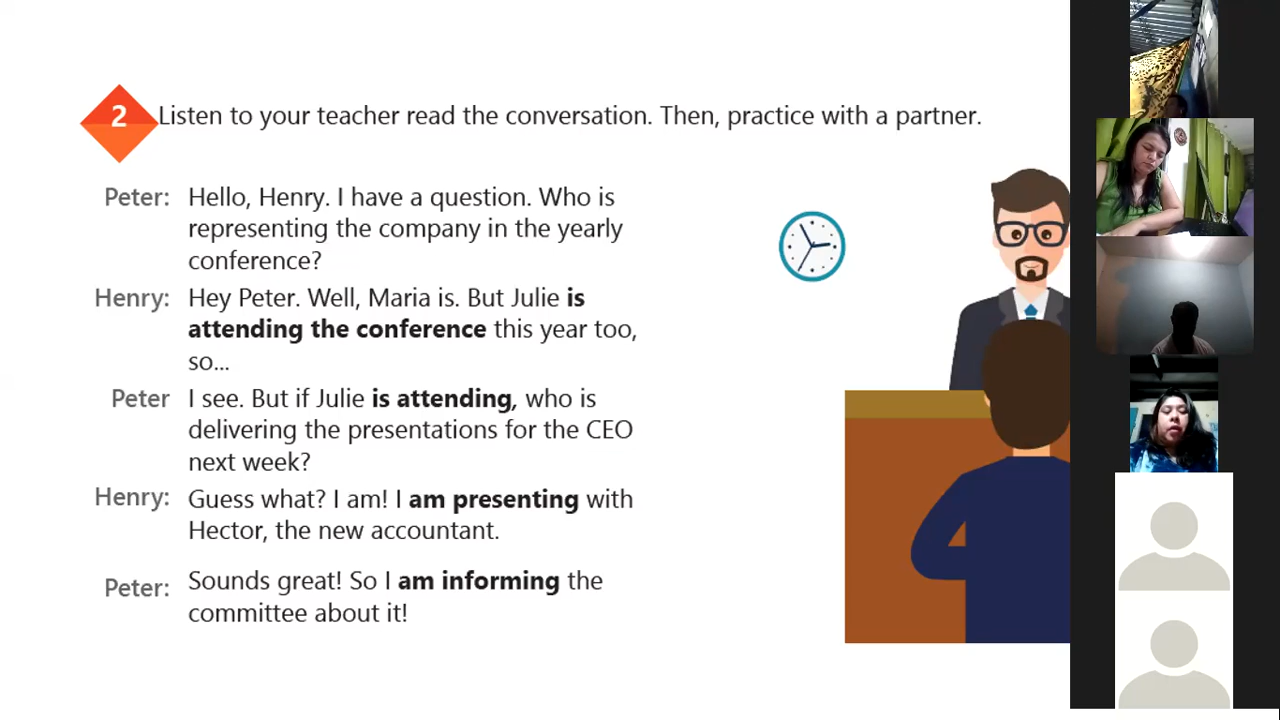 2
Listen to your teacher read the conversation. Then, practice with a partner.
Peter: Hello, Henry. I have a question. Who is
representing the company in the yearly
conference?
Henry: Hey Peter. Well, Maria is. But Julie is
attending the conference this year too,
so...
Peter I see. But if Julie is attending, who is
delivering the presentations for the CEO
next week?
Henry: Guess what? I am! I am presenting with
Hector, the new accountant.
Peter: Sounds great! So I am informing the
committee about it!